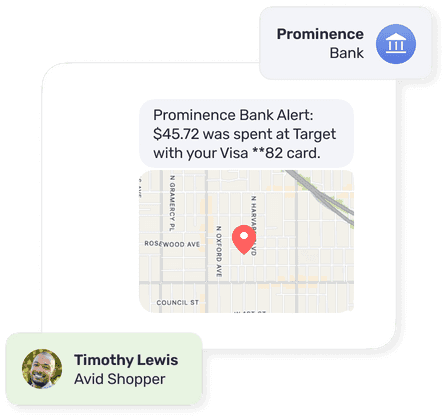 Prominence
Bank
Prominence Bank Alert:
$45.72 was spent at Target
with your Visa **82 card.
N GRAMERCY PL
N HARVARD BLVD
ROSEWOOD AVE
N OXFORD AVE
COUNCIL ST
Timothy Lewis
Avid Shopper